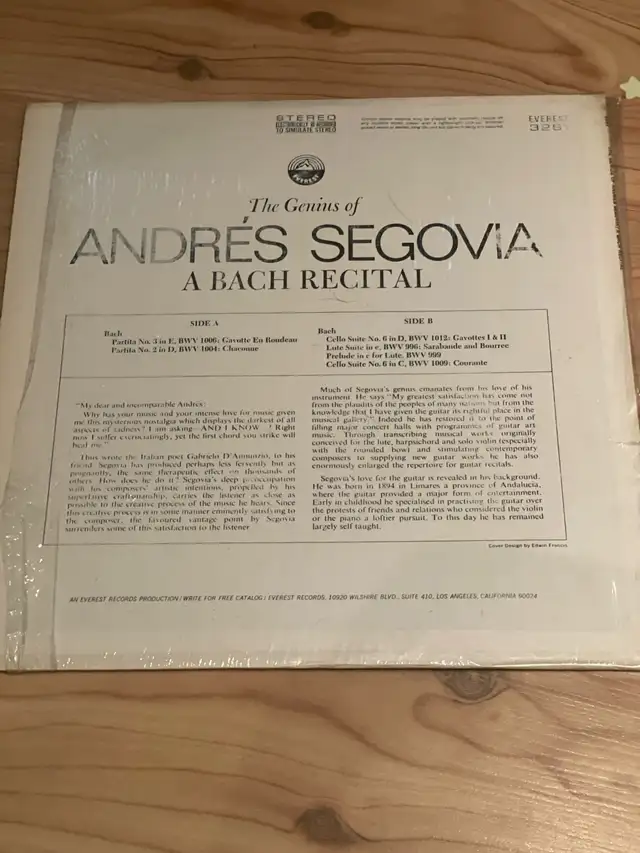 STEREO
ELECTRONICALLY RE-RECORDED
TO SIMULATE STEREO
EVEREST
326
EVEREST
The Genius of
ANDRÉS SEGOVIA
A BACH RECITAL
SIDE A
Bach
Partita No. 3 in E, BWV 1006: Gavotte En Rondeau
Partita No. 2 in D, BWV 1004: Chaconne
SIDE B
Bach
Cello Suite No. 6 in D, BWV 1012: Gavottes I & II
Lute Suite in e, BWV 996: Sarabande and Bourree
Prelude in c for Lute, BWV 999
Cello Suite No. 6 in C, BWV 1009: Courante
"My dear and incomparable Andrés:
Why has your music and your intense love for music given
me this mysterious nostalgia which displays the darkest of all
aspects of sadness? I am asking—AND I KNOW! Right
now I suffer excruciatingly, yet the first chord you strike will
heal me."
Thus wrote the Italian poet Gabriele D'Annunzio, to his
friend. Segovia has produced perhaps less fervently but as
poignantly, the same therapeutic effect on thousands of
others. How does he do it? Segovia's deep preoccupation
with his composers' artistic intentions, propelled by his
superlative craftsmanship, carries the listener as close as
possible to the creative process of the music he hears. Since
this creative process is in some manner eminently satisfying to
the composer, the favoured vantage point by Segovia
surrenders some of this satisfaction to the listener.
Much of Segovia's genius emanates from his love of his
instrument. He says "My greatest satisfaction has come not
from the plaudits of the peoples of many nations but from the
knowledge that I have given the guitar its rightful place in the
musical gallery". Indeed he has restored it to the point of
filling major concert halls with programmes of guitar art
music. Through transcribing musical works originally
conceived for the lute, harpsichord and solo violin (especially
with the rounded bow) and stimulating contemporary
composers to supplying new guitar works he has also
enormously enlarged the repertoire for guitar recitals.
Segovia's love for the guitar is revealed in his background.
He was born in 1894 in Linares a province of Andalucia,
where the guitar provided a major form of entertainment.
Early in childhood he specialised in practising the guitar over
the protests of friends and relations who considered the violin
or the piano a loftier pursuit. To this day he has remained
largely self taught.
Cover Design by Edwin Francis
AN EVEREST RECORDS PRODUCTION / WRITE FOR FREE CATALOG / EVEREST RECORDS, 10920 WILSHIRE BLVD., SUITE 410, LOS ANGELES, CALIFORNIA 90024